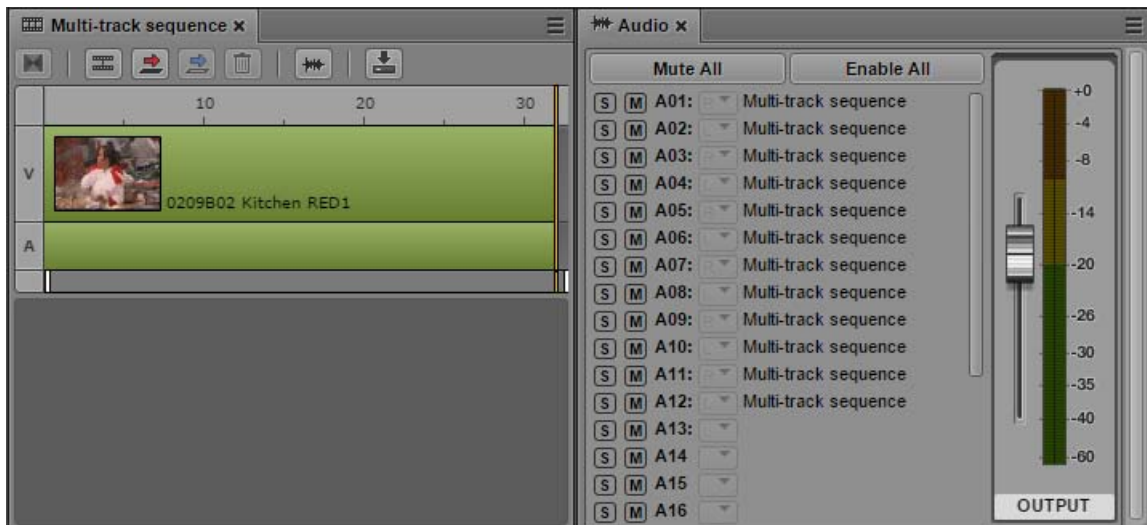 Multi-track sequence x
10 20 30
V
0209B02 Kitchen RED1
A
Audio x
Mute All Enable All
S M A01: R Multi-track sequence
S M A02: L Multi-track sequence
S M A03: R Multi-track sequence
S M A04: L Multi-track sequence
S M A05: R Multi-track sequence
S M A06: L Multi-track sequence
S M A07: R Multi-track sequence
S M A08: L Multi-track sequence
S M A09: R Multi-track sequence
S M A10: L Multi-track sequence
S M A11: R Multi-track sequence
S M A12: L Multi-track sequence
S M A13:
S M A14
S M A15
S M A16
+0
-4
-8
-14
-20
-26
-30
-35
-40
-60
OUTPUT